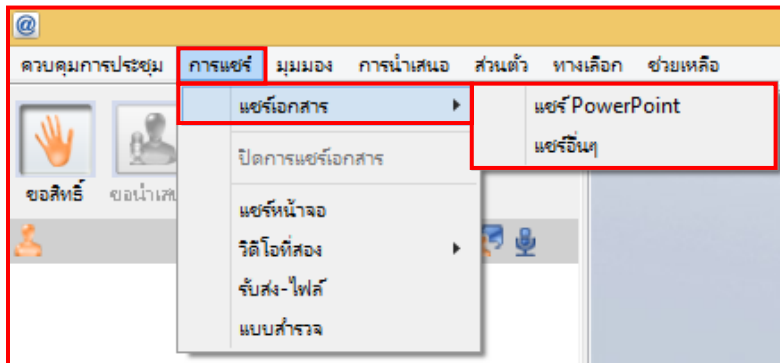 @
ควบคุมการประชุม การแชร์ มุมมอง การนำเสนอ ส่วนตัว ทางเลือก ช่วยเหลือ
แชร์เอกสาร
แชร์ PowerPoint
แชร์อื่นๆ
ปิดการแชร์เอกสาร
ขอสิทธิ์
แชร์หน้าจอ
วิดีโอที่สอง
รับส่ง-ไฟล์
แบบสำรวจ